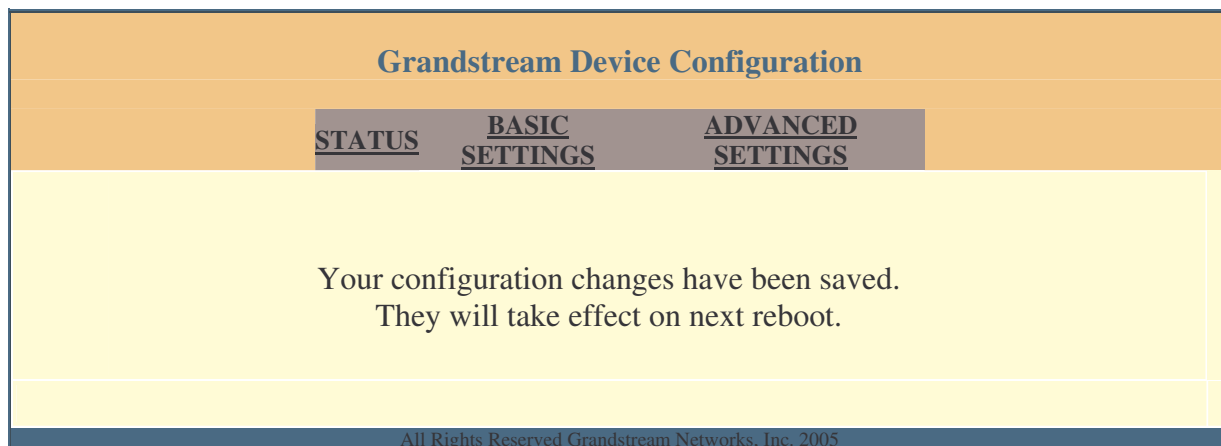 Grandstream Device Configuration
STATUS
BASIC
SETTINGS
ADVANCED
SETTINGS
Your configuration changes have been saved.
They will take effect on next reboot.
All Rights Reserved Grandstream Networks, Inc. 2005